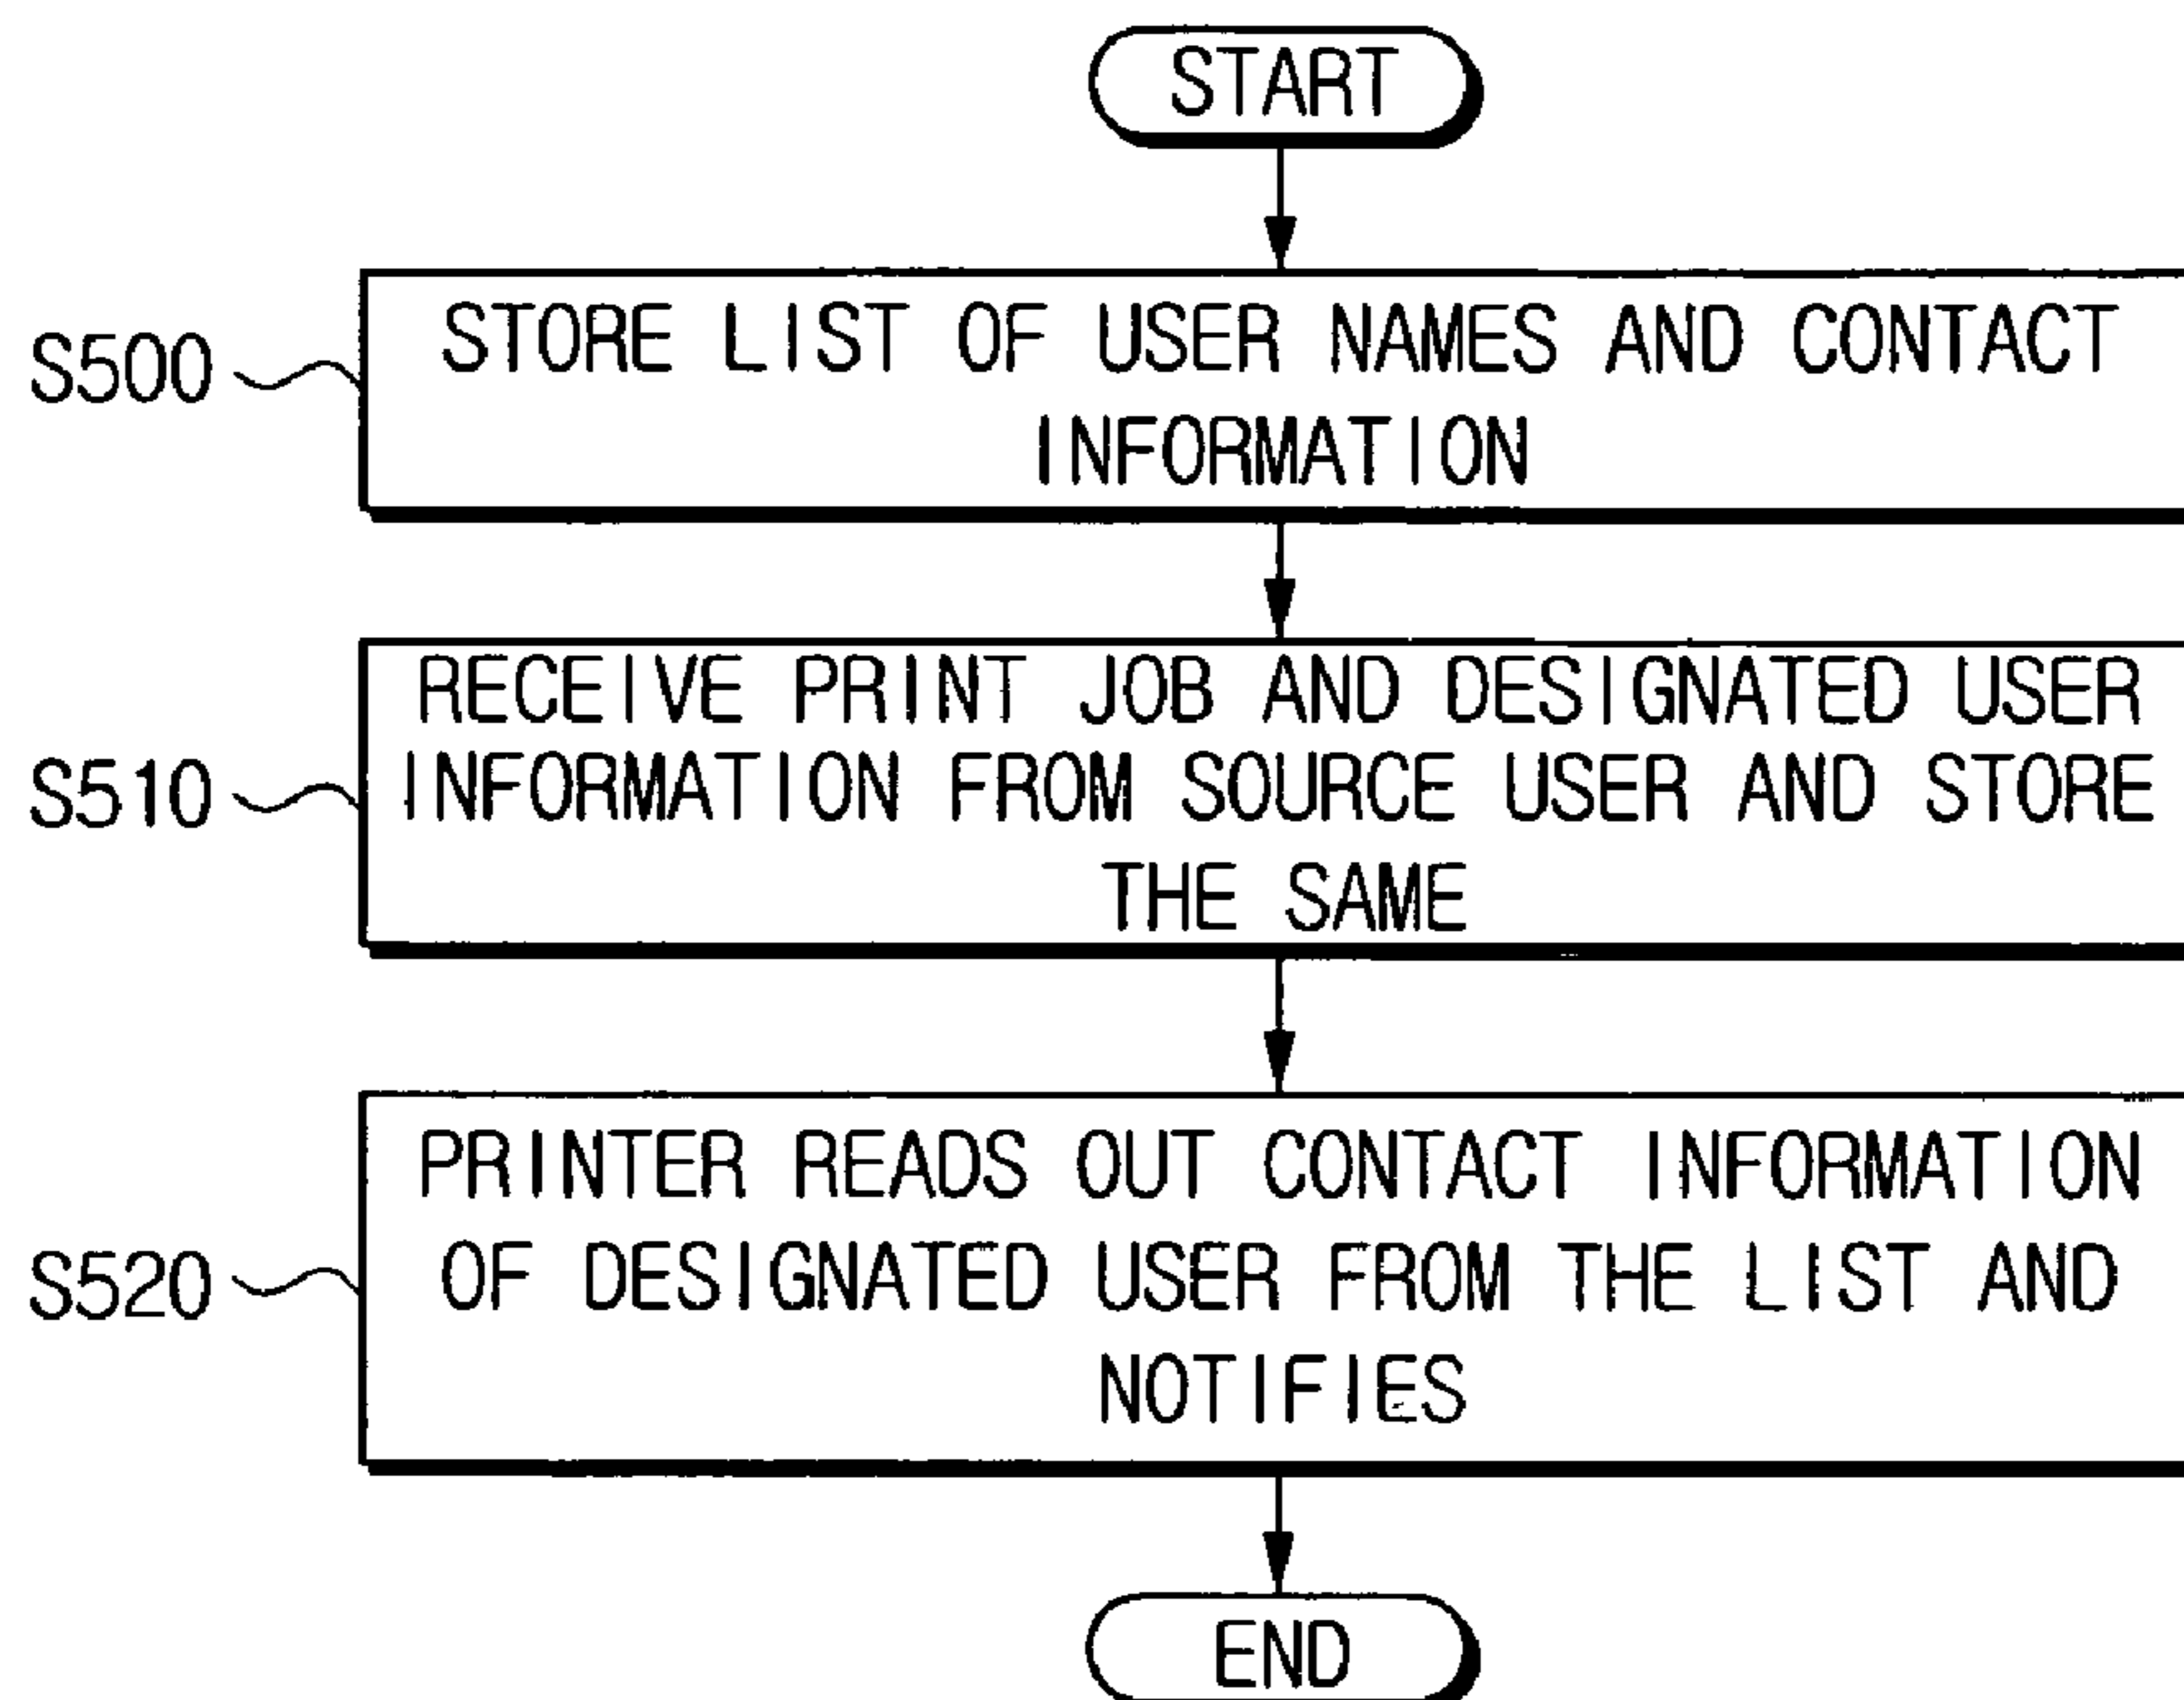 START
S500
STORE LIST OF USER NAMES AND CONTACT
INFORMATION
S510
RECEIVE PRINT JOB AND DESIGNATED USER
INFORMATION FROM SOURCE USER AND STORE
THE SAME
S520
PRINTER READS OUT CONTACT INFORMATION
OF DESIGNATED USER FROM THE LIST AND
NOTIFIES
END